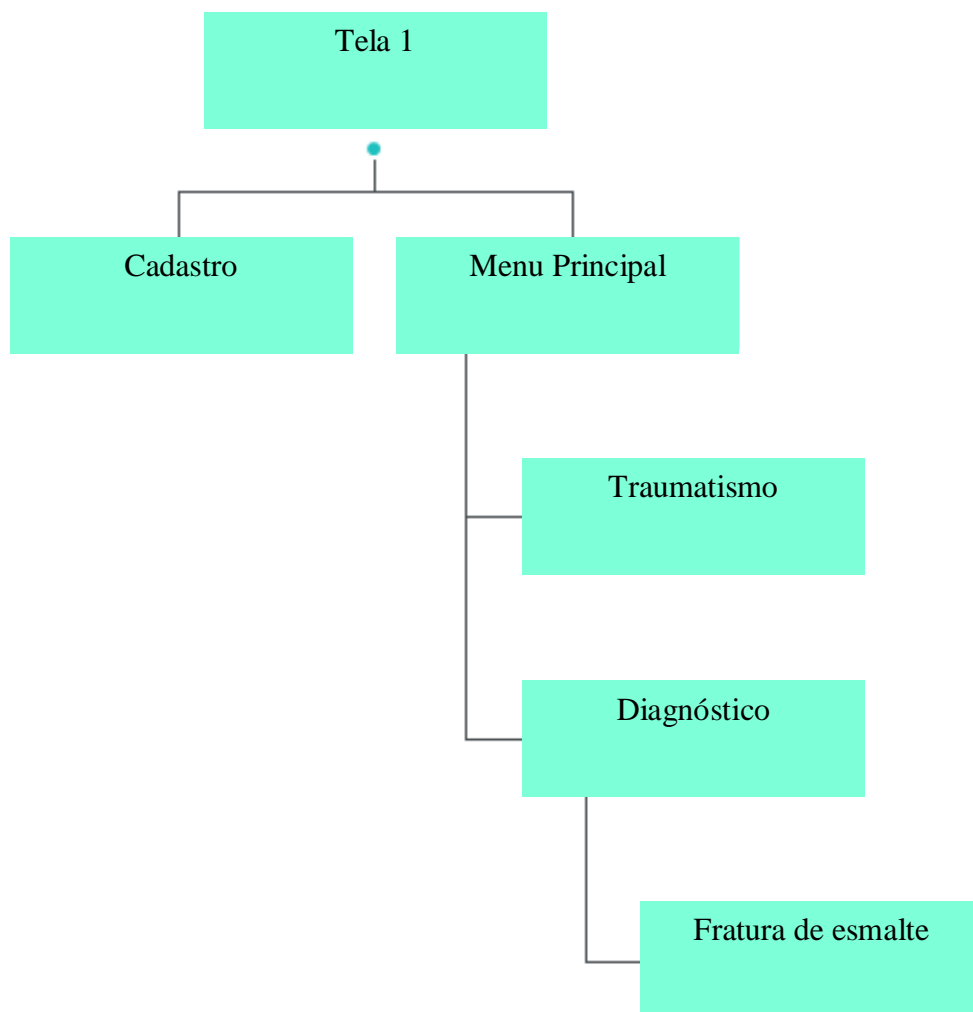 Tela 1
Cadastro
Menu Principal
Traumatismo
Diagnóstico
Fratura de esmalte